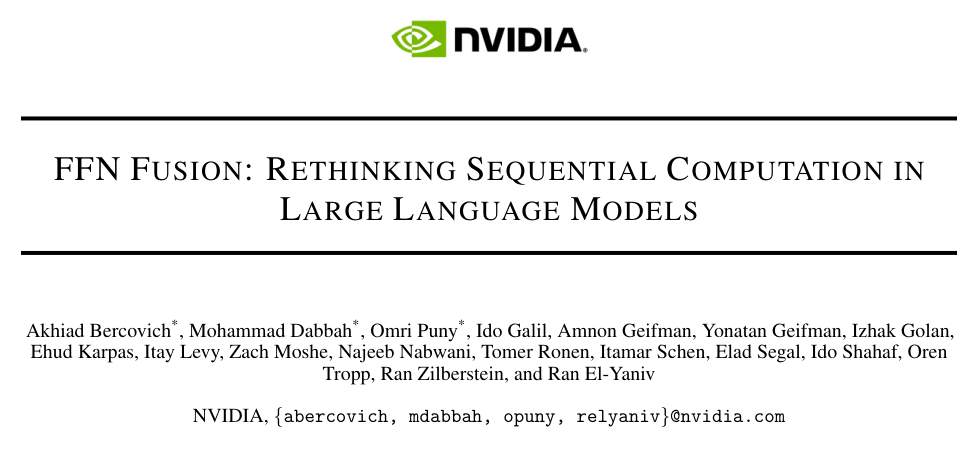 NVIDIA.
FFN FUSION: RETHINKING SEQUENTIAL COMPUTATION IN
LARGE LANGUAGE MODELS
Akhiad Bercovich*, Mohammad Dabbah*, Omri Puny*, Ido Galil, Amnon Geifman, Yonatan Geifman, Izhak Golan,
Ehud Karpas, Itay Levy, Zach Moshe, Najeeb Nabwani, Tomer Ronen, Itamar Schen, Elad Segal, Ido Shahaf, Oren
Tropp, Ran Zilberstein, and Ran El-Yaniv
NVIDIA, {abercovich, mdabbah, opuny, relyaniv}@nvidia.com